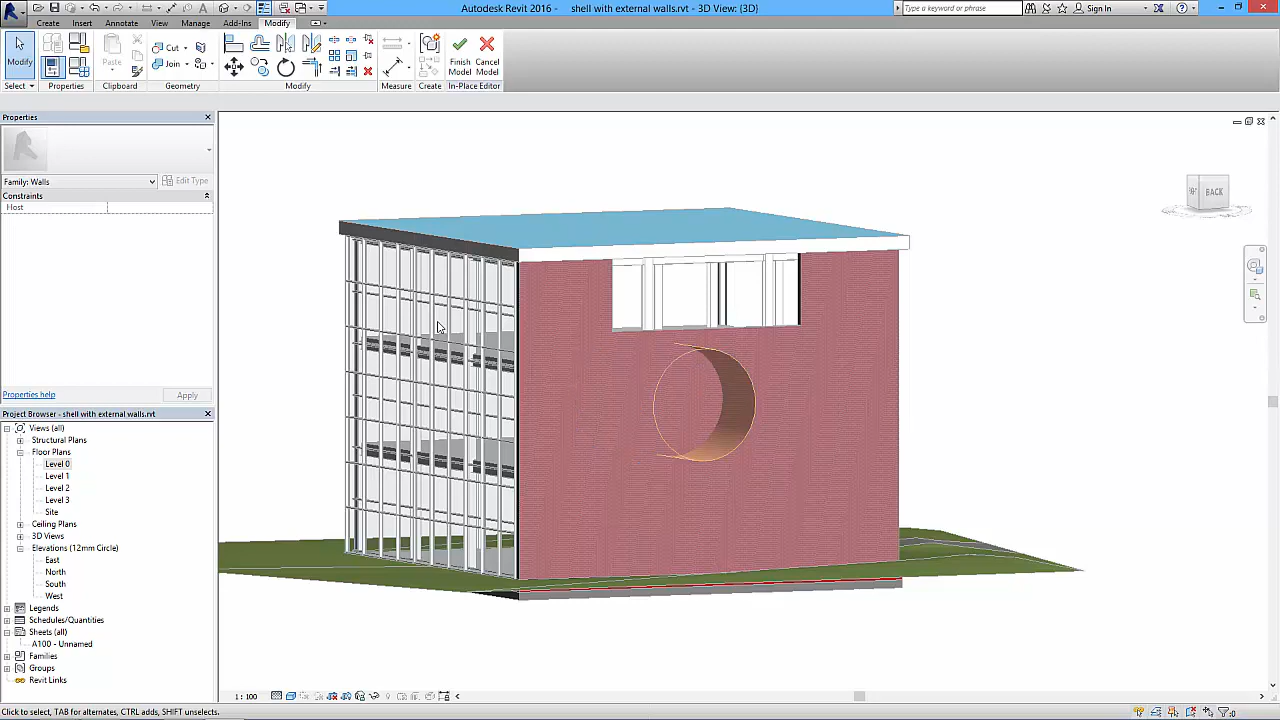 Autodesk Revit 2016 -    shell with external walls.rvt - 3D View: {3D}
Type a keyword or phrase
Sign In
Create
Insert
Annotate
View
Manage
Add-Ins
Modify
Modify
Paste
Cut
Join
Finish Model
Cancel Model
Select
Properties
Clipboard
Geometry
Modify
Measure
Create
In-Place Editor
Properties
Family: Walls
Edit Type
Constraints
Host
Properties help
Apply
Project Browser - shell with external walls.rvt
Views (all)
Structural Plans
Floor Plans
Level 0
Level 1
Level 2
Level 3
Site
Ceiling Plans
3D Views
Elevations (12mm Circle)
East
North
South
West
Legends
Schedules/Quantities
Sheets (all)
A100 - Unnamed
Families
Groups
Revit Links
BACK
1 : 100
Click to select, TAB for alternates, CTRL adds, SHIFT unselects.
:0